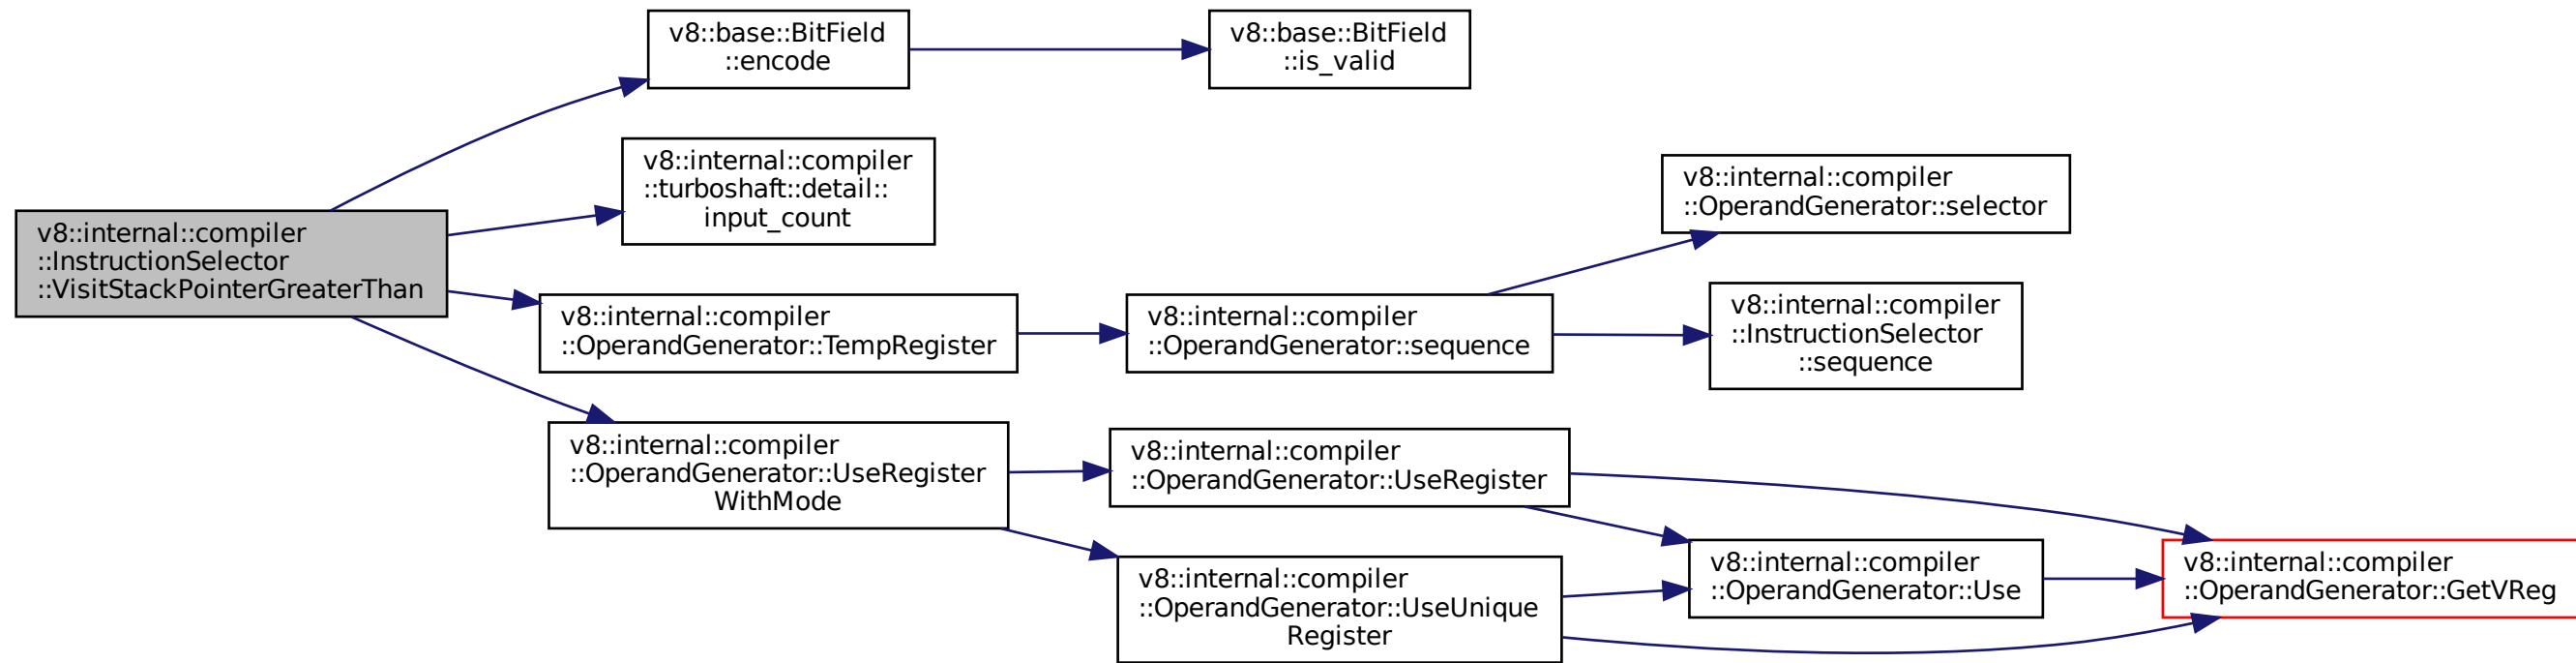 v8::internal::compiler
::InstructionSelector
::VisitStackPointerGreaterThan
v8::base::BitField
::encode
v8::base::BitField
::is_valid
v8::internal::compiler
::turboshaft::detail::
input_count
v8::internal::compiler
::OperandGenerator::TempRegister
v8::internal::compiler
::OperandGenerator::sequence
v8::internal::compiler
::OperandGenerator::selector
v8::internal::compiler
::InstructionSelector
::sequence
v8::internal::compiler
::OperandGenerator::UseRegister
WithMode
v8::internal::compiler
::OperandGenerator::UseRegister
v8::internal::compiler
::OperandGenerator::UseUnique
Register
v8::internal::compiler
::OperandGenerator::Use
v8::internal::compiler
::OperandGenerator::GetVReg